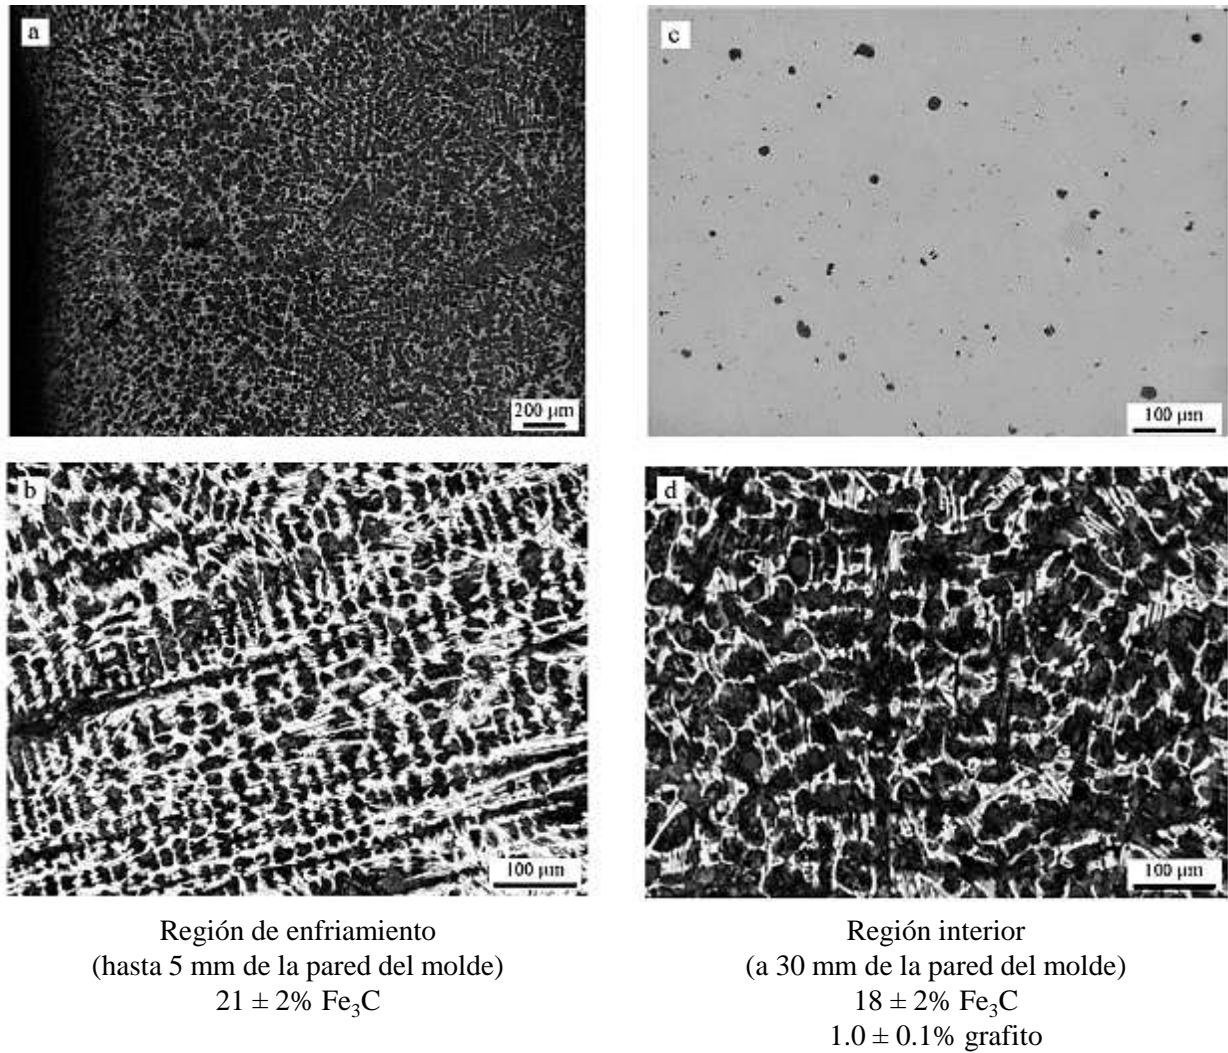 a
200 μm
c
100 μm
b
100 μm
d
100 μm
Región de enfriamiento
(hasta 5 mm de la pared del molde)
21 ± 2% Fe₃C
Región interior
(a 30 mm de la pared del molde)
18 ± 2% Fe₃C
1.0 ± 0.1% grafito